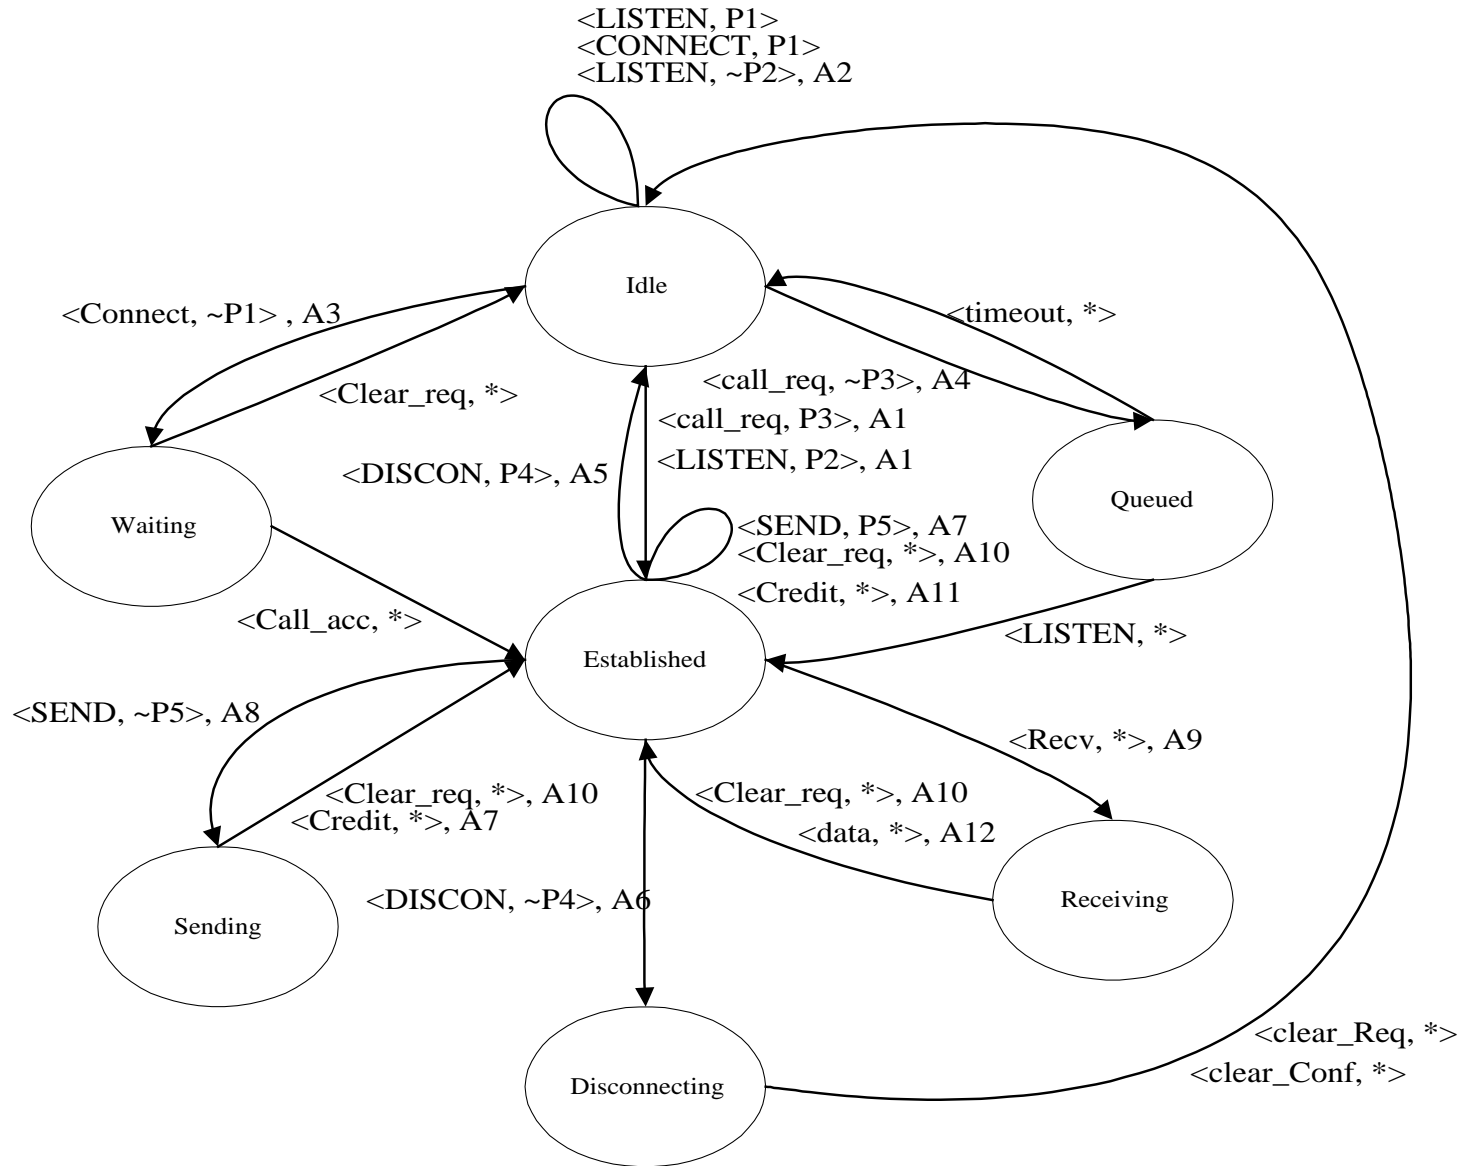 <LISTEN, P1>
<CONNECT, P1>
<LISTEN, ~P2>, A2
Idle
<Connect, ~P1> , A3
<timeout, *>
<Clear_req, *>
<call_req, ~P3>, A4
<call_req, P3>, A1
<LISTEN, P2>, A1
<DISCON, P4>, A5
Queued
Waiting
<SEND, P5>, A7
<Clear_req, *>, A10
<Credit, *>, A11
<Call_acc, *>
<LISTEN, *>
Established
<SEND, ~P5>, A8
<Recv, *>, A9
<Clear_req, *>, A10
<Credit, *>, A7
<Clear_req, *>, A10
<data, *>, A12
<DISCON, ~P4>, A6
Receiving
Sending
<clear_Req, *>
<clear_Conf, *>
Disconnecting